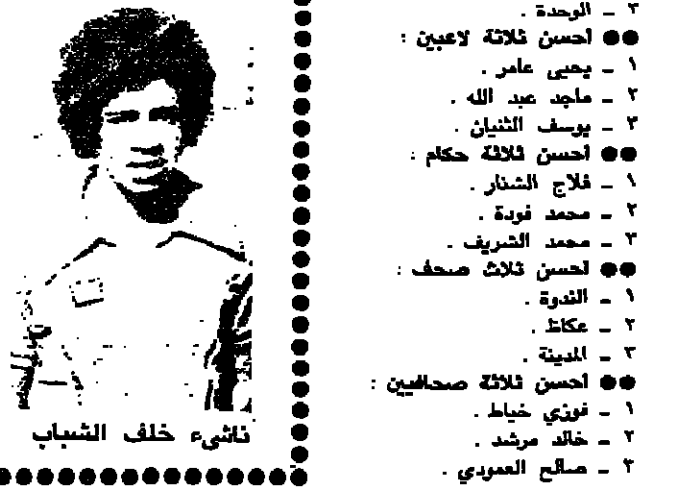 ٣ ـ الوحدة .
●● احسن ثلاثة لاعبين :
١ ـ يحيى عامر .
٢ ـ ماجد عبد الله .
٣ ـ يوسف الثنيان .
●● احسن ثلاثة حكام :
١ ـ فلاج الشنار .
٢ ـ محمد فودة .
٣ ـ محمد الشريف .
●● احسن ثلاث صحف :
١ ـ الندوة .
٢ ـ عكاظ .
٣ ـ المدينة .
●● احسن ثلاثة صحافيين :
١ ـ فوزي خياط .
٢ ـ خالد مرشد .
٣ ـ صالح العمودي .
ناشىء خلف الشباب